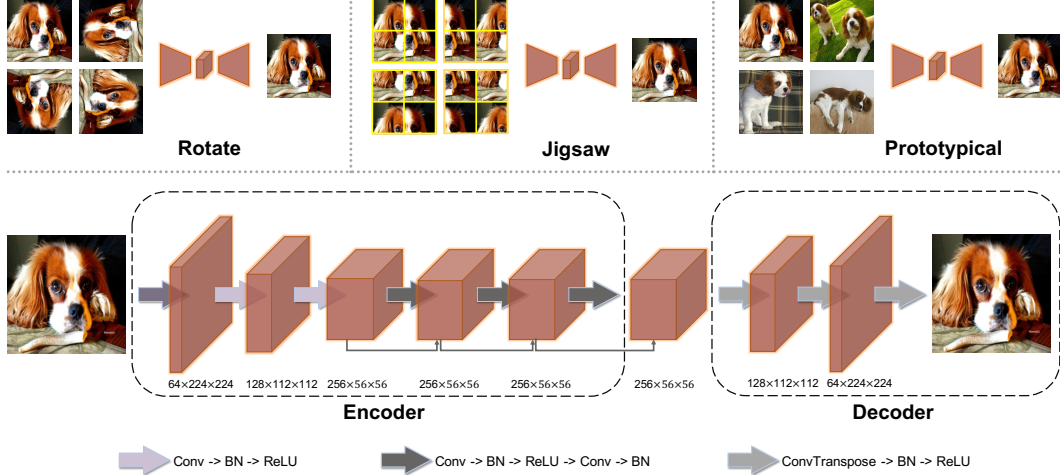 Rotate
Jigsaw
Prototypical
64×224×224
128×112×112
256×56×56
256×56×56
256×56×56
256×56×56
128×112×112
64×224×224
Encoder
Decoder
Conv -> BN -> ReLU
Conv -> BN -> ReLU -> Conv -> BN
ConvTranspose -> BN -> ReLU